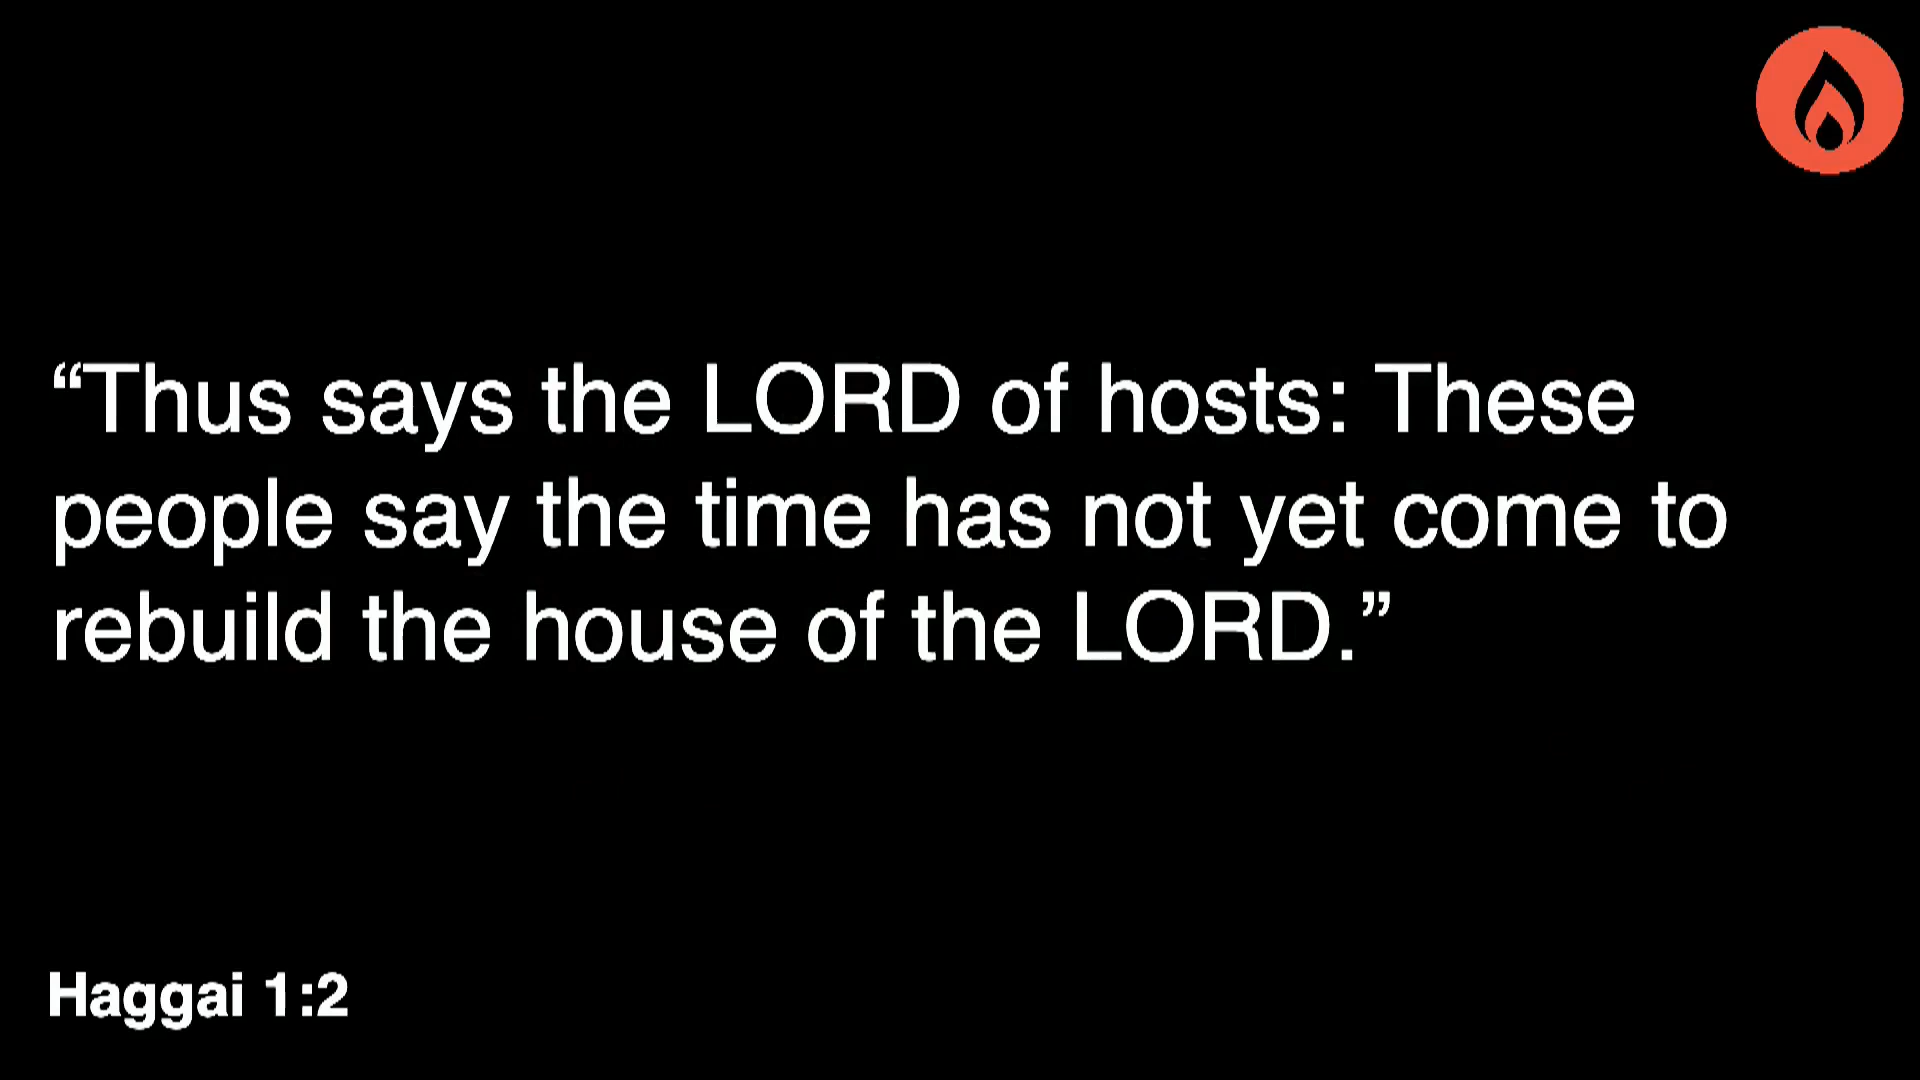 “Thus says the LORD of hosts: These
people say the time has not yet come to
rebuild the house of the LORD.”
Haggai 1:2